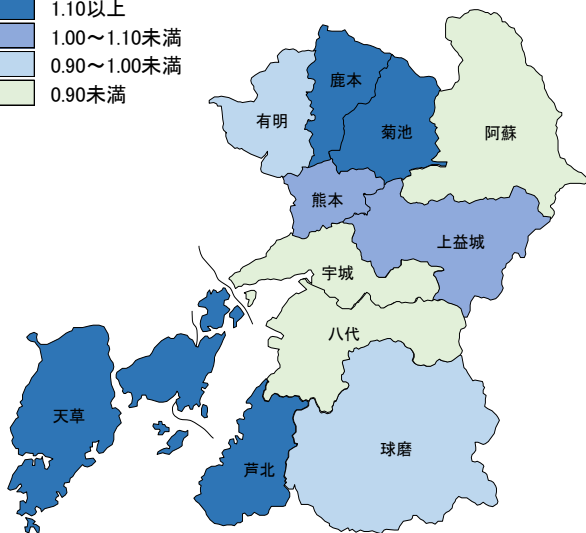 1.10以上
1.00～1.10未満
0.90～1.00未満
0.90未満
鹿本
有明
菊池
阿蘇
熊本
上益城
宇城
八代
天草
球磨
芦北